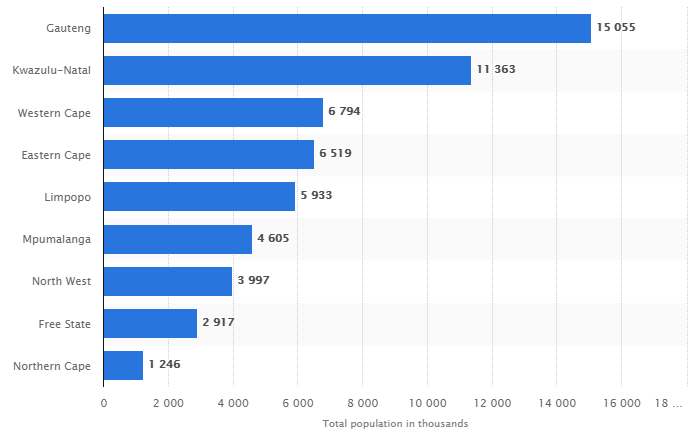 Gauteng 15 055
Kwazulu-Natal 11 363
Western Cape 6 794
Eastern Cape 6 519
Limpopo 5 933
Mpumalanga 4 605
North West 3 997
Free State 2 917
Northern Cape 1 246
0 2 000 4 000 6 000 8 000 10 000 12 000 14 000 16 000 18 ...
Total population in thousands